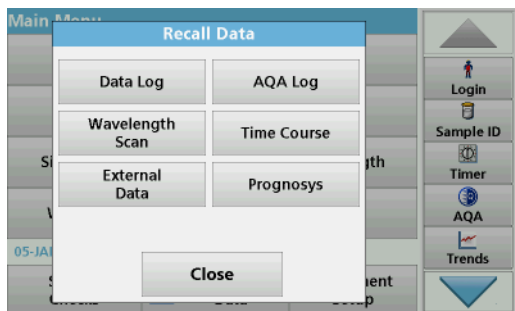 Main Menu
Recall Data
Data Log
AQA Log
Wavelength
Scan
Time Course
External
Data
Prognosys
Close
Login
Sample ID
Timer
AQA
Trends
05-JA